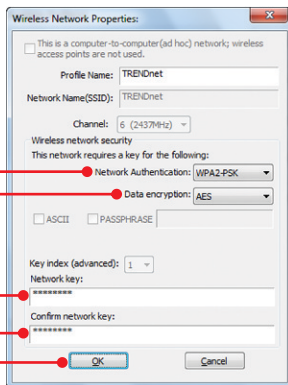 Wireless Network Properties:
This is a computer-to-computer(ad hoc) network; wireless
access points are not used.
Profile Name: TRENDnet
Network Name(SSID): TRENDnet
Channel: 6 (2437MHz)
Wireless network security
This network requires a key for the following:
Network Authentication: WPA2-PSK
Data encryption: AES
ASCII PASSPHRASE
Key index (advanced): 1
Network key:
********
Confirm network key:
********
OK Cancel